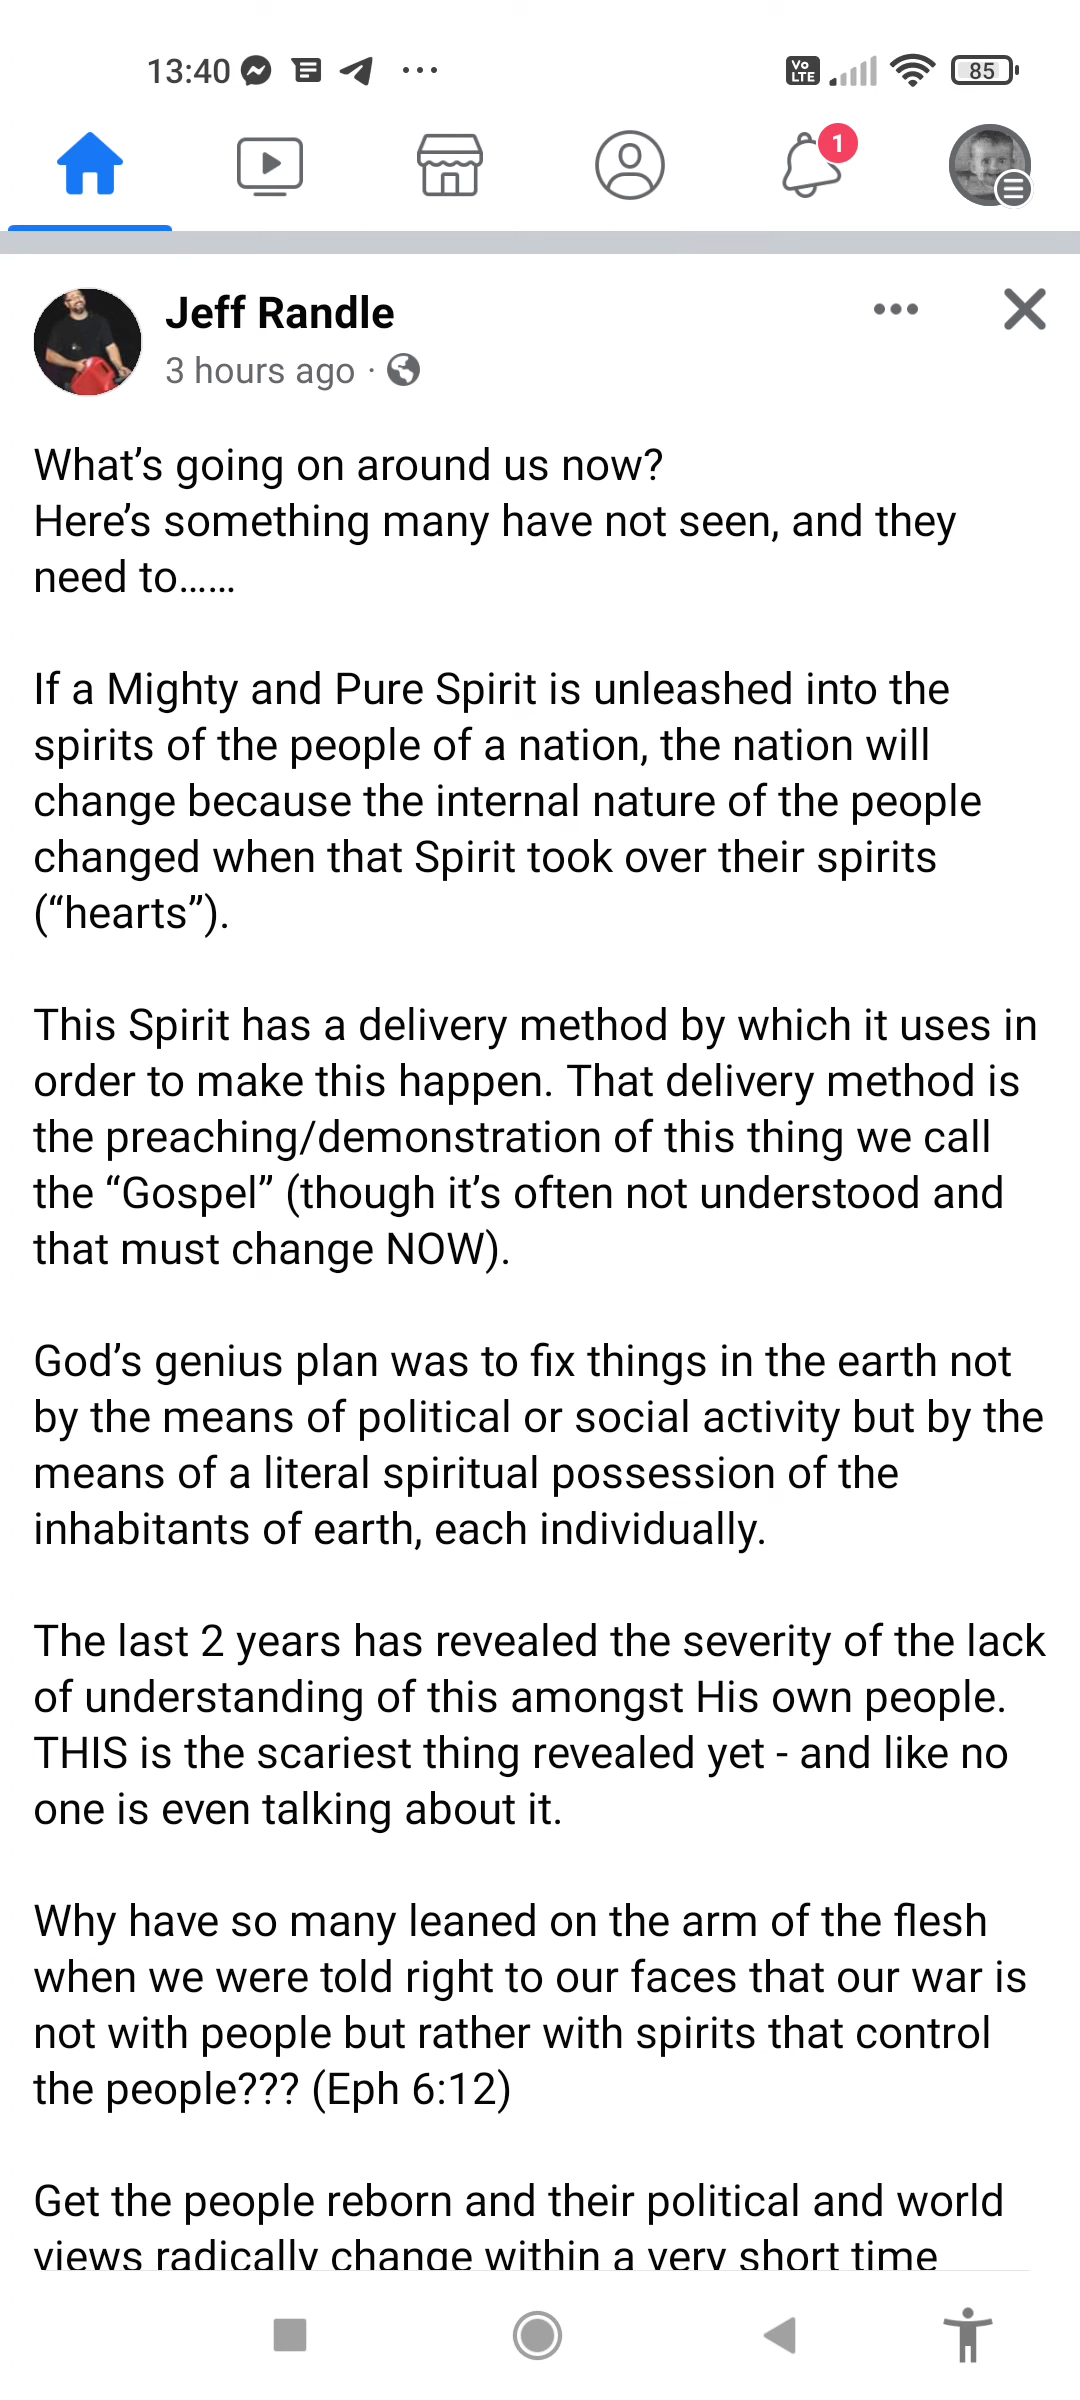 13:40
Vo
LTE
85
1
Jeff Randle
3 hours ago ·
What’s going on around us now?
Here’s something many have not seen, and they
need to......
If a Mighty and Pure Spirit is unleashed into the
spirits of the people of a nation, the nation will
change because the internal nature of the people
changed when that Spirit took over their spirits
(“hearts”).
This Spirit has a delivery method by which it uses in
order to make this happen. That delivery method is
the preaching/demonstration of this thing we call
the “Gospel” (though it’s often not understood and
that must change NOW).
God’s genius plan was to fix things in the earth not
by the means of political or social activity but by the
means of a literal spiritual possession of the
inhabitants of earth, each individually.
The last 2 years has revealed the severity of the lack
of understanding of this amongst His own people.
THIS is the scariest thing revealed yet - and like no
one is even talking about it.
Why have so many leaned on the arm of the flesh
when we were told right to our faces that our war is
not with people but rather with spirits that control
the people??? (Eph 6:12)
Get the people reborn and their political and world
views radically change within a very short time